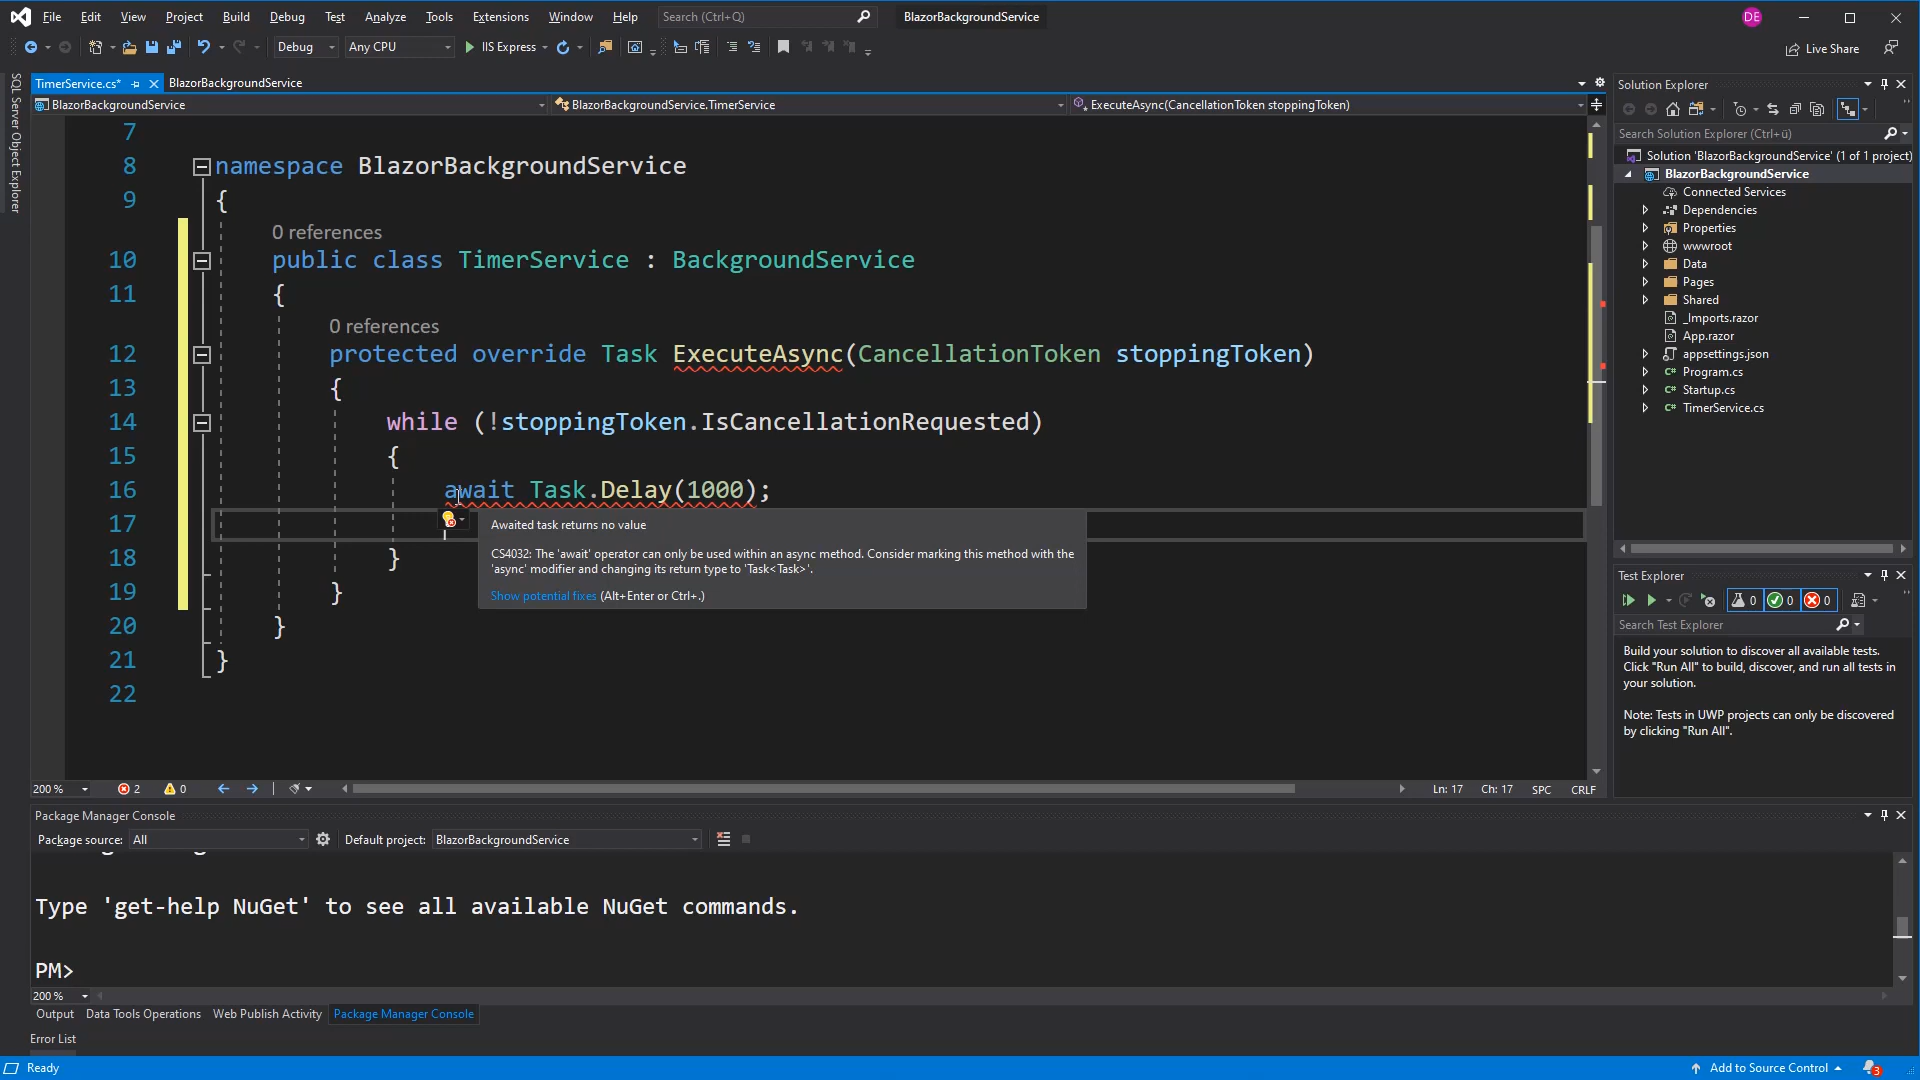 File Edit View Project Build Debug Test Analyze Tools Extensions Window Help Search (Ctrl+Q) BlazorBackgroundService DE
Debug Any CPU IIS Express Live Share
SQL Server Object Explorer
TimerService.cs* BlazorBackgroundService
BlazorBackgroundService BlazorBackgroundService.TimerService ExecuteAsync(CancellationToken stoppingToken)
7
8 namespace BlazorBackgroundService
9 {
0 references
10 public class TimerService : BackgroundService
11 {
0 references
12 protected override Task ExecuteAsync(CancellationToken stoppingToken)
13 {
14 while (!stoppingToken.IsCancellationRequested)
15 {
16 await Task.Delay(1000);
17
18 }
19 }
20 }
21 }
22
Awaited task returns no value
CS4032: The 'await' operator can only be used within an async method. Consider marking this method with the
'async' modifier and changing its return type to 'Task<Task>'.
Show potential fixes (Alt+Enter or Ctrl+.)
200 % 2 0 Ln: 17 Ch: 17 SPC CRLF
Solution Explorer
Search Solution Explorer (Ctrl+ü)
Solution 'BlazorBackgroundService' (1 of 1 project)
BlazorBackgroundService
Connected Services
Dependencies
Properties
wwwroot
Data
Pages
Shared
_Imports.razor
App.razor
appsettings.json
C# Program.cs
C# Startup.cs
C# TimerService.cs
Test Explorer
0 0 0
Search Test Explorer
Build your solution to discover all available tests.
Click "Run All" to build, discover, and run all tests in
your solution.
Note: Tests in UWP projects can only be discovered
by clicking "Run All".
Package Manager Console
Package source: All Default project: BlazorBackgroundService
Type 'get-help NuGet' to see all available NuGet commands.
PM>
200 %
Output Data Tools Operations Web Publish Activity Package Manager Console
Error List
Ready Add to Source Control 3